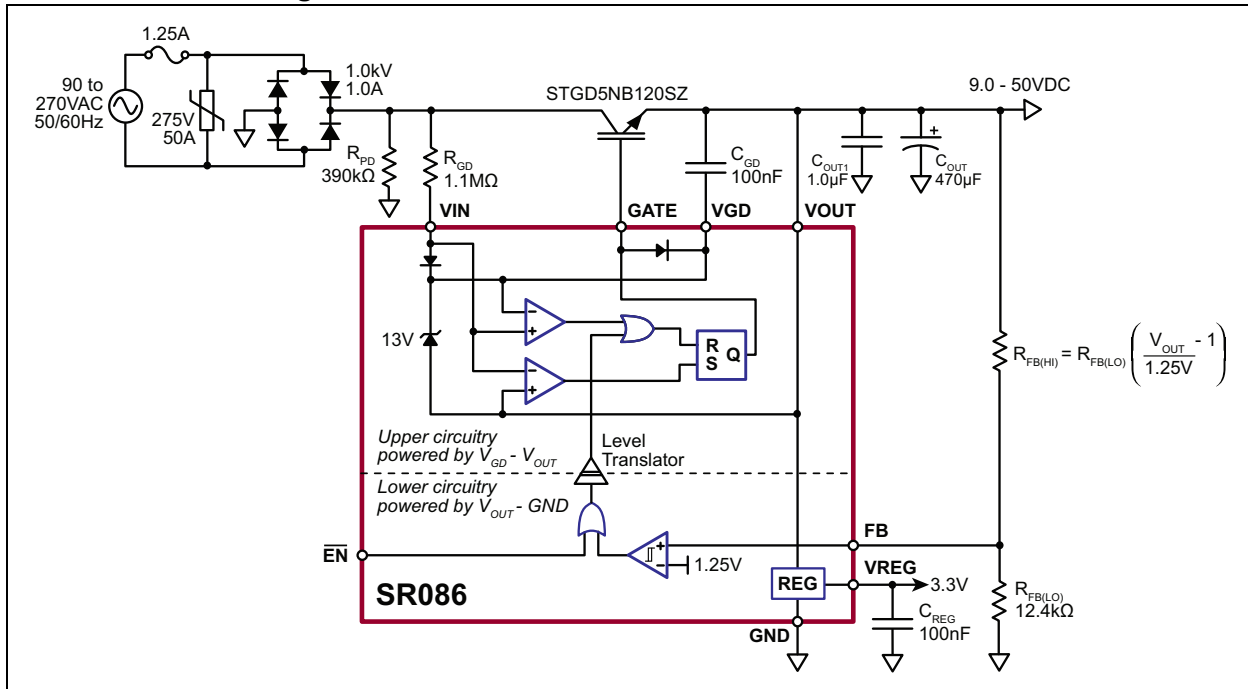 1.25A
90 to
270VAC
50/60Hz
275V
50A
1.0kV
1.0A
STGD5NB120SZ
9.0 - 50VDC
RPD
390kΩ
RGD
1.1MΩ
CGD
100nF
COUT1
1.0μF
+
COUT
470μF
VIN
GATE
VGD
VOUT
13V
-
+
-
+
R
S Q
RFB(HI) = RFB(LO) ( VOUT / 1.25V - 1 )
Upper circuitry
powered by VGD - VOUT
Level
Translator
Lower circuitry
powered by VOUT - GND
EN
+
-
1.25V
FB
VREG
REG
3.3V
SR086
GND
CREG
100nF
RFB(LO)
12.4kΩ